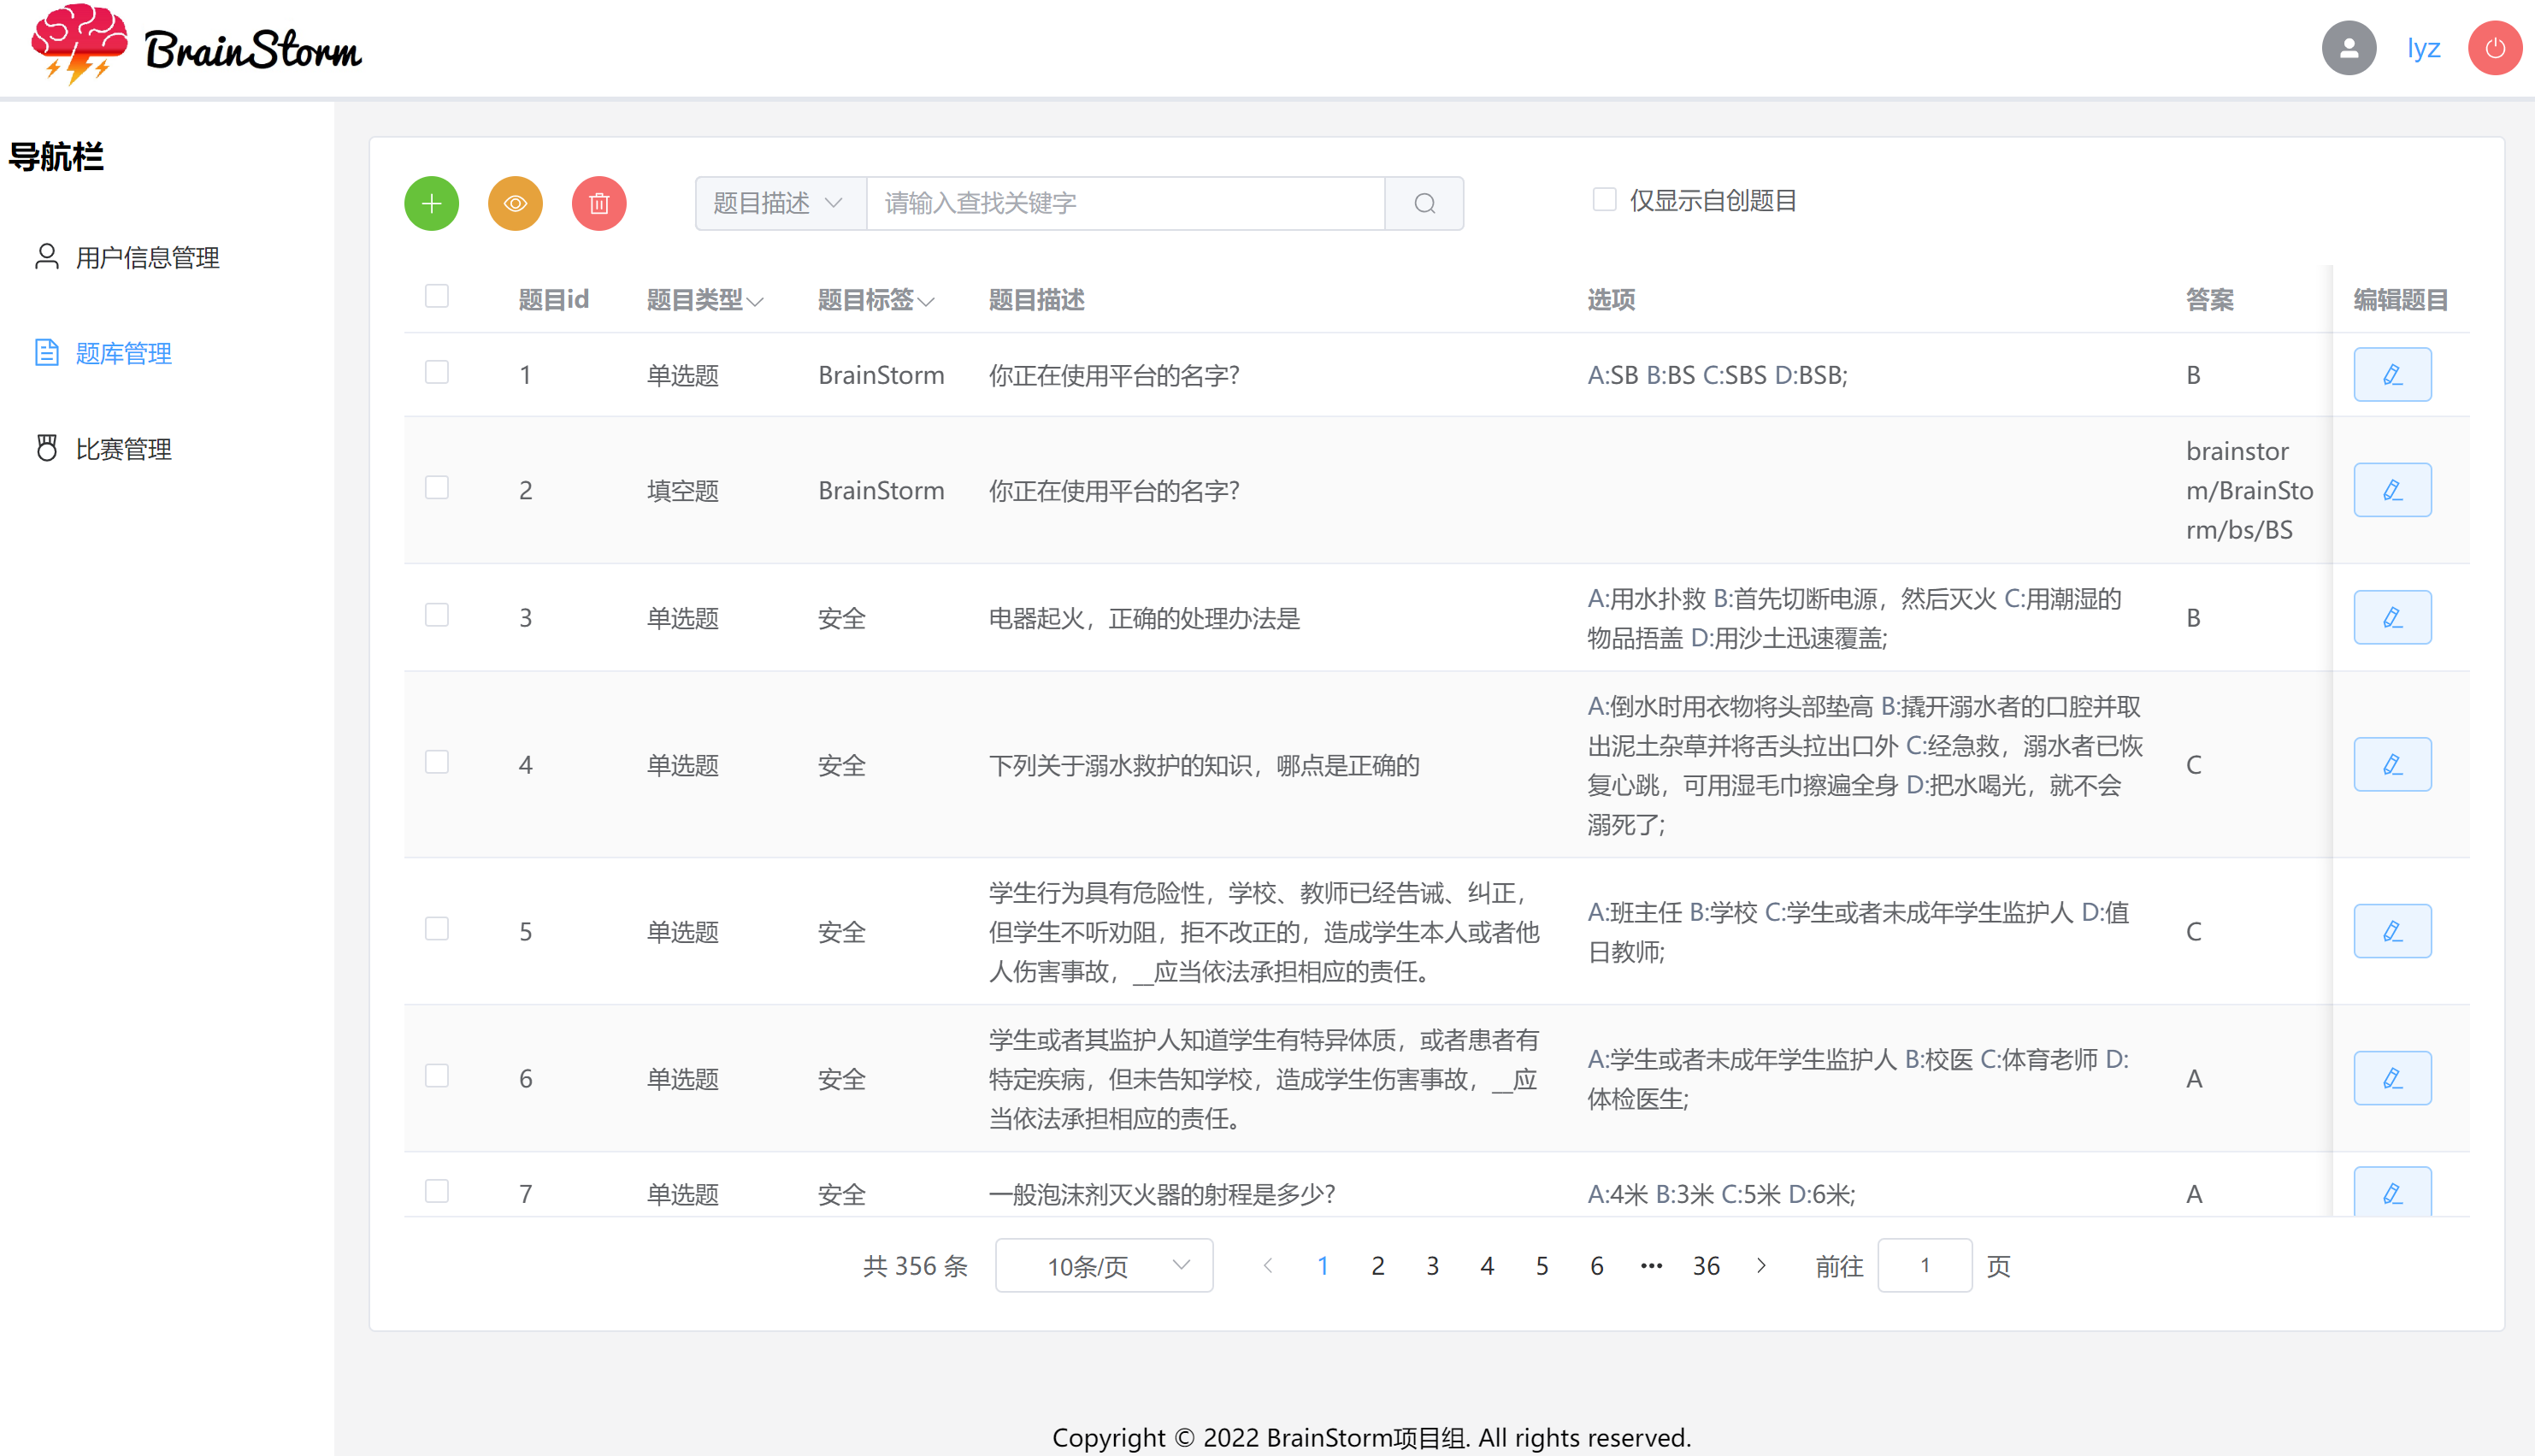 BrainStorm
lyz
导航栏
用户信息管理
题库管理
比赛管理
题目描述 请输入查找关键字
仅显示自创题目
题目id 题目类型 题目标签 题目描述 选项 答案 编辑题目
1 单选题 BrainStorm 你正在使用平台的名字? A:SB B:BS C:SBS D:BSB; B
2 填空题 BrainStorm 你正在使用平台的名字?
brainstor
m/BrainSto
rm/bs/BS
3 单选题 安全 电器起火，正确的处理办法是
A:用水扑救 B:首先切断电源，然后灭火 C:用潮湿的
物品捂盖 D:用沙土迅速覆盖;
B
4 单选题 安全 下列关于溺水救护的知识，哪点是正确的
A:倒水时用衣物将头部垫高 B:撬开溺水者的口腔并取
出泥土杂草并将舌头拉出口外 C:经急救，溺水者已恢
复心跳，可用湿毛巾擦遍全身 D:把水喝光，就不会
溺死了;
C
5 单选题 安全
学生行为具有危险性，学校、教师已经告诫、纠正，
但学生不听劝阻，拒不改正的，造成学生本人或者他
人伤害事故，__应当依法承担相应的责任。
A:班主任 B:学校 C:学生或者未成年学生监护人 D:值
日教师;
C
6 单选题 安全
学生或者其监护人知道学生有特异体质，或者患者有
特定疾病，但未告知学校，造成学生伤害事故，__应
当依法承担相应的责任。
A:学生或者未成年学生监护人 B:校医 C:体育老师 D:
体检医生;
A
7 单选题 安全 一般泡沫剂灭火器的射程是多少? A:4米 B:3米 C:5米 D:6米; A
共 356 条 10条/页 1 2 3 4 5 6 ••• 36 前往 1 页
Copyright © 2022 BrainStorm项目组. All rights reserved.